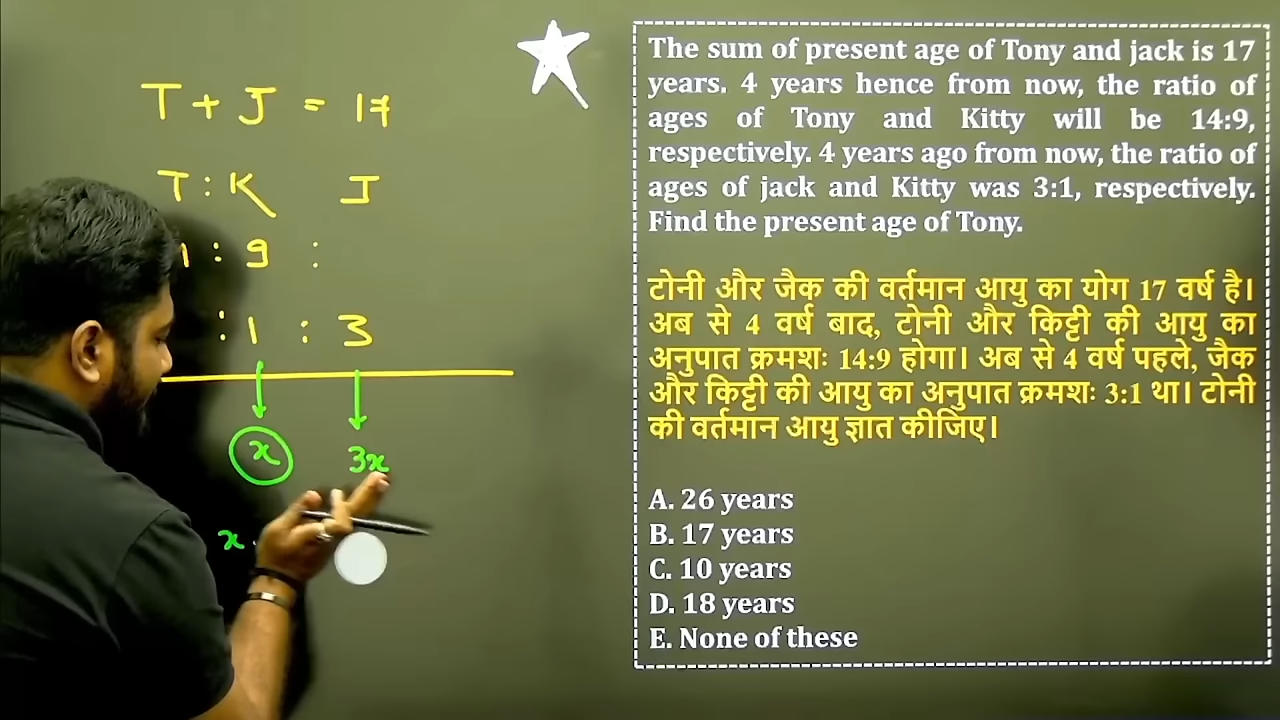 T + J = 17
T : K J
: 9 :
: 1 : 3
x 3x
x
The sum of present age of Tony and jack is 17
years. 4 years hence from now, the ratio of
ages of Tony and Kitty will be 14:9,
respectively. 4 years ago from now, the ratio of
ages of jack and Kitty was 3:1, respectively.
Find the present age of Tony.
टोनी और जैक की वर्तमान आयु का योग 17 वर्ष है।
अब से 4 वर्ष बाद, टोनी और किट्टी की आयु का
अनुपात क्रमशः 14:9 होगा। अब से 4 वर्ष पहले, जैक
और किट्टी की आयु का अनुपात क्रमशः 3:1 था। टोनी
की वर्तमान आयु ज्ञात कीजिए।
A. 26 years
B. 17 years
C. 10 years
D. 18 years
E. None of these